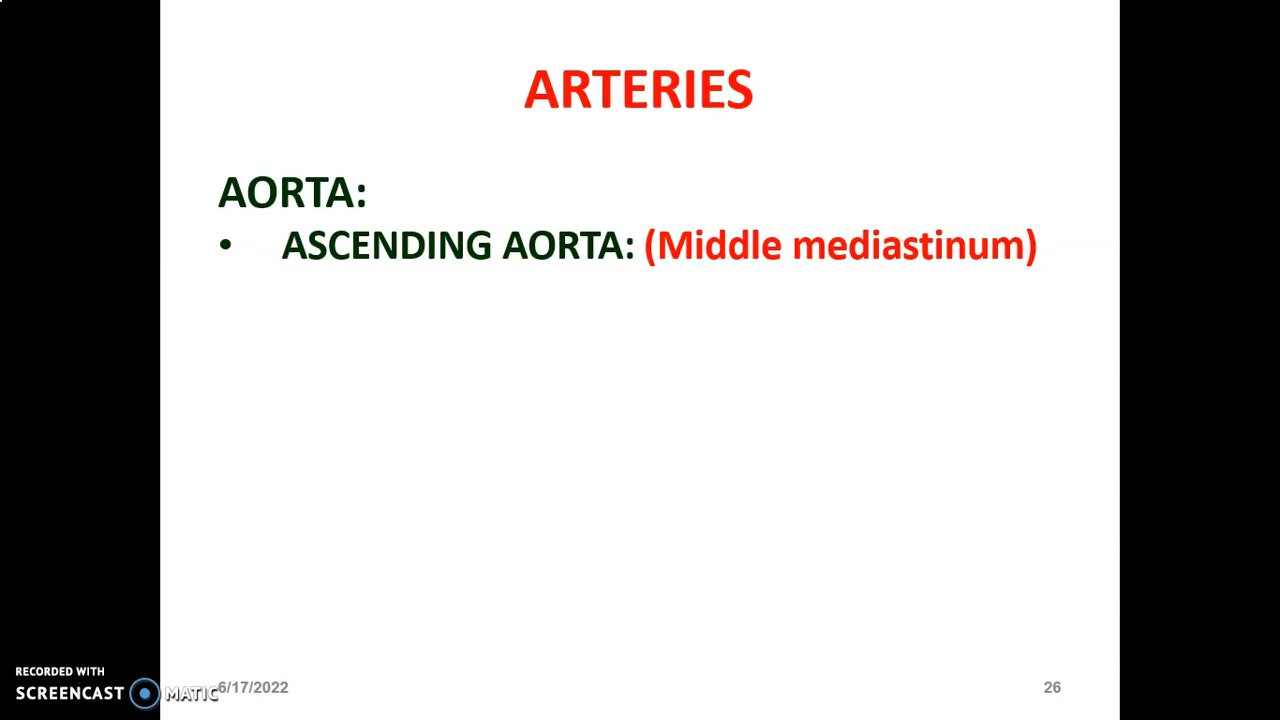 ARTERIES
AORTA:
• ASCENDING AORTA: (Middle mediastinum)
RECORDED WITH
SCREENCAST MATIC
6/17/2022
26